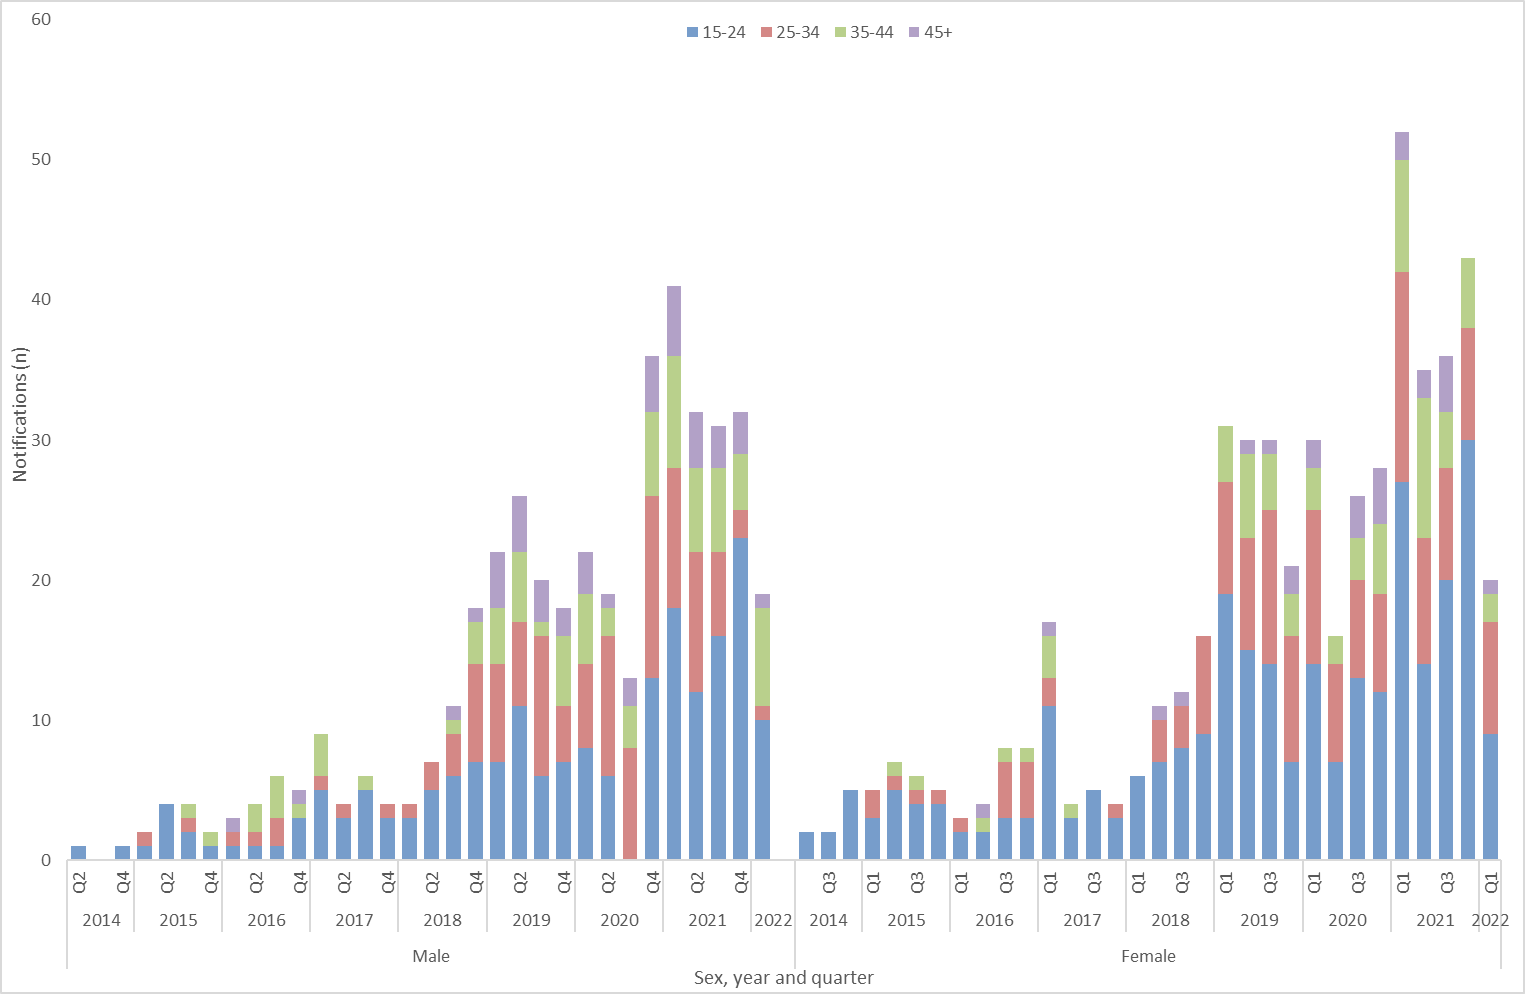 60
50
40
30
20
10
0
15-24 25-34 35-44 45+
Notifications (n)
Q2 Q4 Q2 Q4 Q2 Q4 Q2 Q4 Q2 Q4 Q2 Q4 Q2 Q4 Q2 Q4 Q3 Q1 Q3 Q1 Q3 Q1 Q3 Q1 Q3 Q1 Q3 Q1 Q3 Q1 Q3 Q1
2014 2015 2016 2017 2018 2019 2020 2021 2022 2014 2015 2016 2017 2018 2019 2020 2021 2022
Male Female
Sex, year and quarter